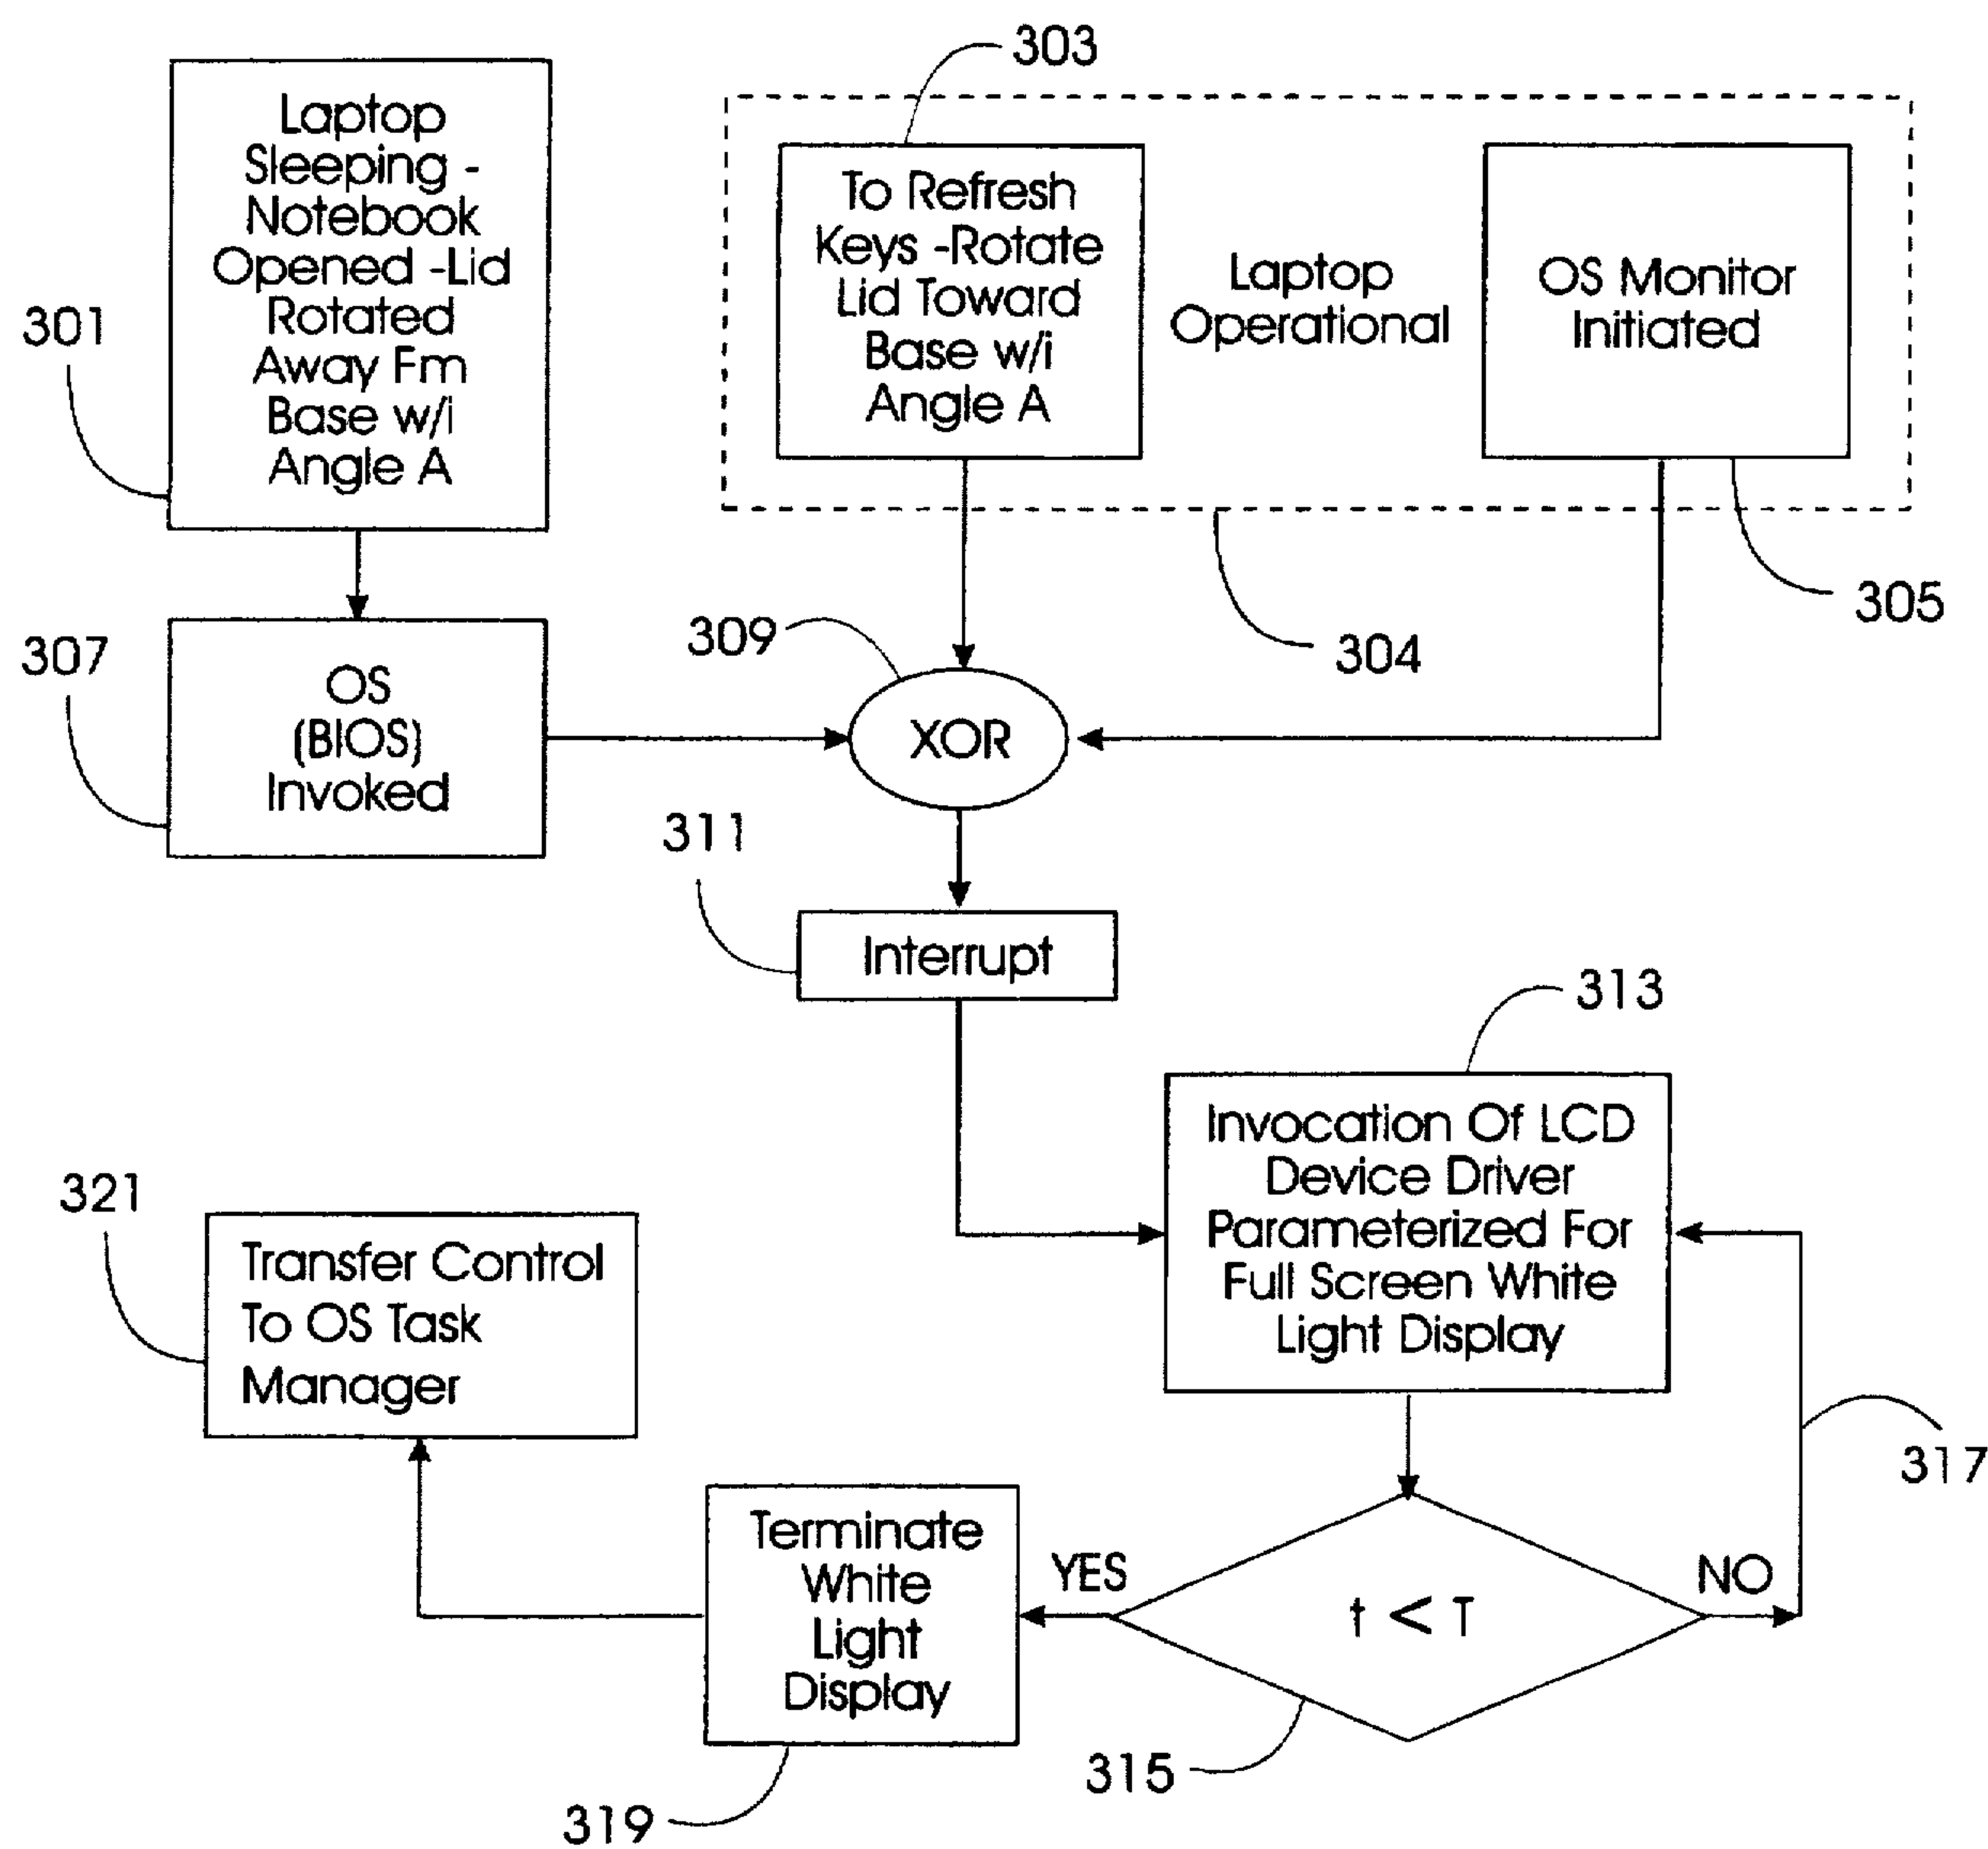 303
Laptop
Sleeping -
Notebook
Opened -Lid
Rotated
Away Fm
Base w/i
Angle A
301
To Refresh
Keys -Rotate
Lid Toward
Base w/i
Angle A
Laptop
Operational
OS Monitor
Initiated
305
304
307
OS
(BIOS)
Invoked
309
XOR
311
Interrupt
313
Invocation Of LCD
Device Driver
Parameterized For
Full Screen White
Light Display
321
Transfer Control
To OS Task
Manager
317
Terminate
White
Light
Display
YES
t < T
NO
315
319